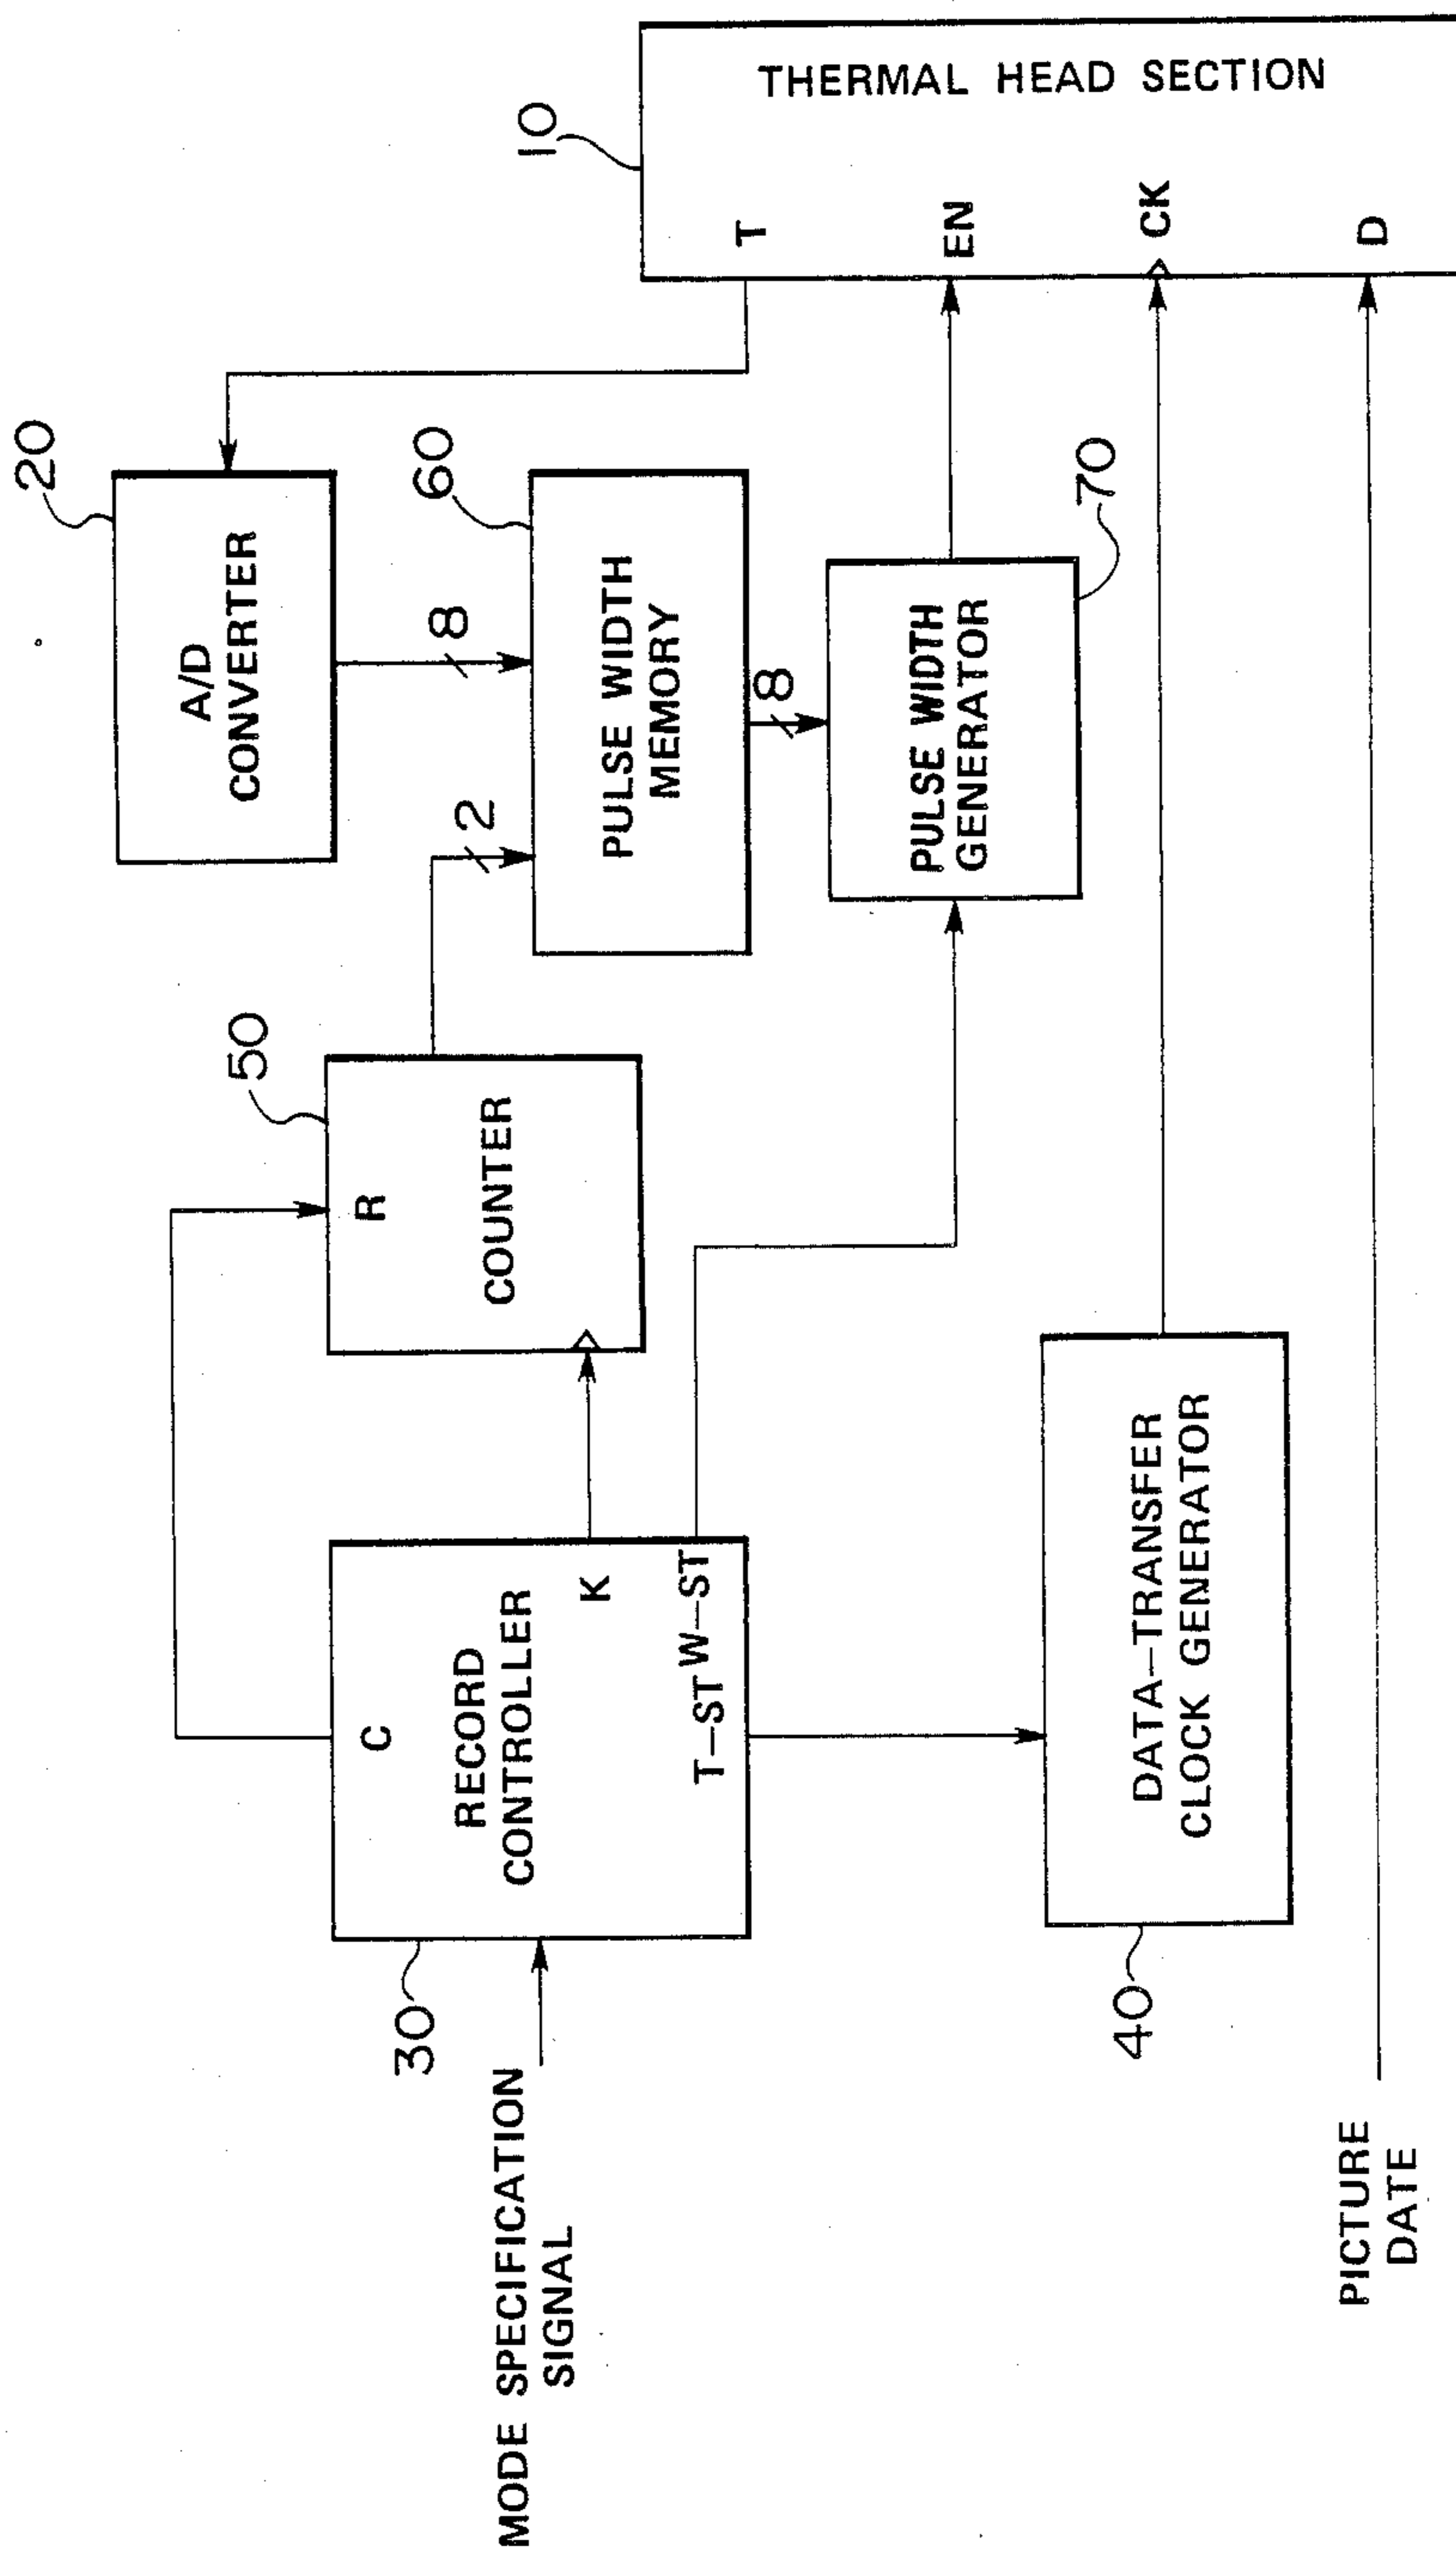 20
A/D
CONVERTER
10
THERMAL HEAD SECTION
T
EN
CK
D
8
60
PULSE WIDTH
MEMORY
2
8
70
PULSE WIDTH
GENERATOR
50
R
COUNTER
C
RECORD
CONTROLLER
K
W-ST
T-ST
30
MODE SPECIFICATION
SIGNAL
DATA-TRANSFER
CLOCK GENERATOR
40
PICTURE
DATE